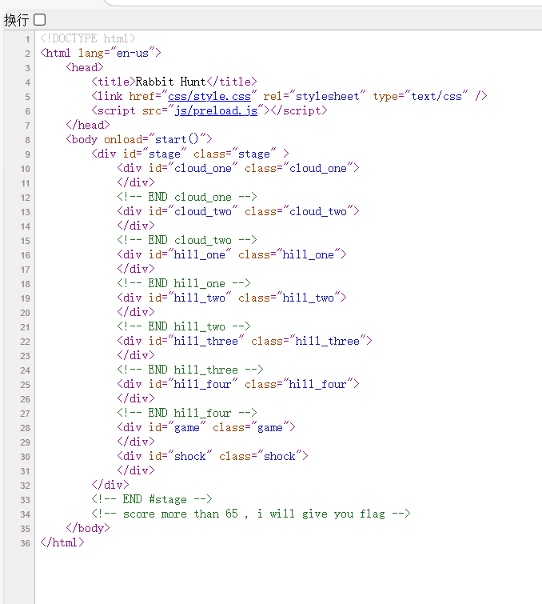 换行
1 <!DOCTYPE html>
2 <html lang="en-us">
3 <head>
4 <title>Rabbit Hunt</title>
5 <link href="css/style.css" rel="stylesheet" type="text/css" />
6 <script src="js/preload.js"></script>
7 </head>
8 <body onload="start()">
9 <div id="stage" class="stage" >
10 <div id="cloud_one" class="cloud_one">
11 </div>
12 <!-- END cloud_one -->
13 <div id="cloud_two" class="cloud_two">
14 </div>
15 <!-- END cloud_two -->
16 <div id="hill_one" class="hill_one">
17 </div>
18 <!-- END hill_one -->
19 <div id="hill_two" class="hill_two">
20 </div>
21 <!-- END hill_two -->
22 <div id="hill_three" class="hill_three">
23 </div>
24 <!-- END hill_three -->
25 <div id="hill_four" class="hill_four">
26 </div>
27 <!-- END hill_four -->
28 <div id="game" class="game">
29 </div>
30 <div id="shock" class="shock">
31 </div>
32 </div>
33 <!-- END #stage -->
34 <!-- score more than 65 , i will give you flag -->
35 </body>
36 </html>